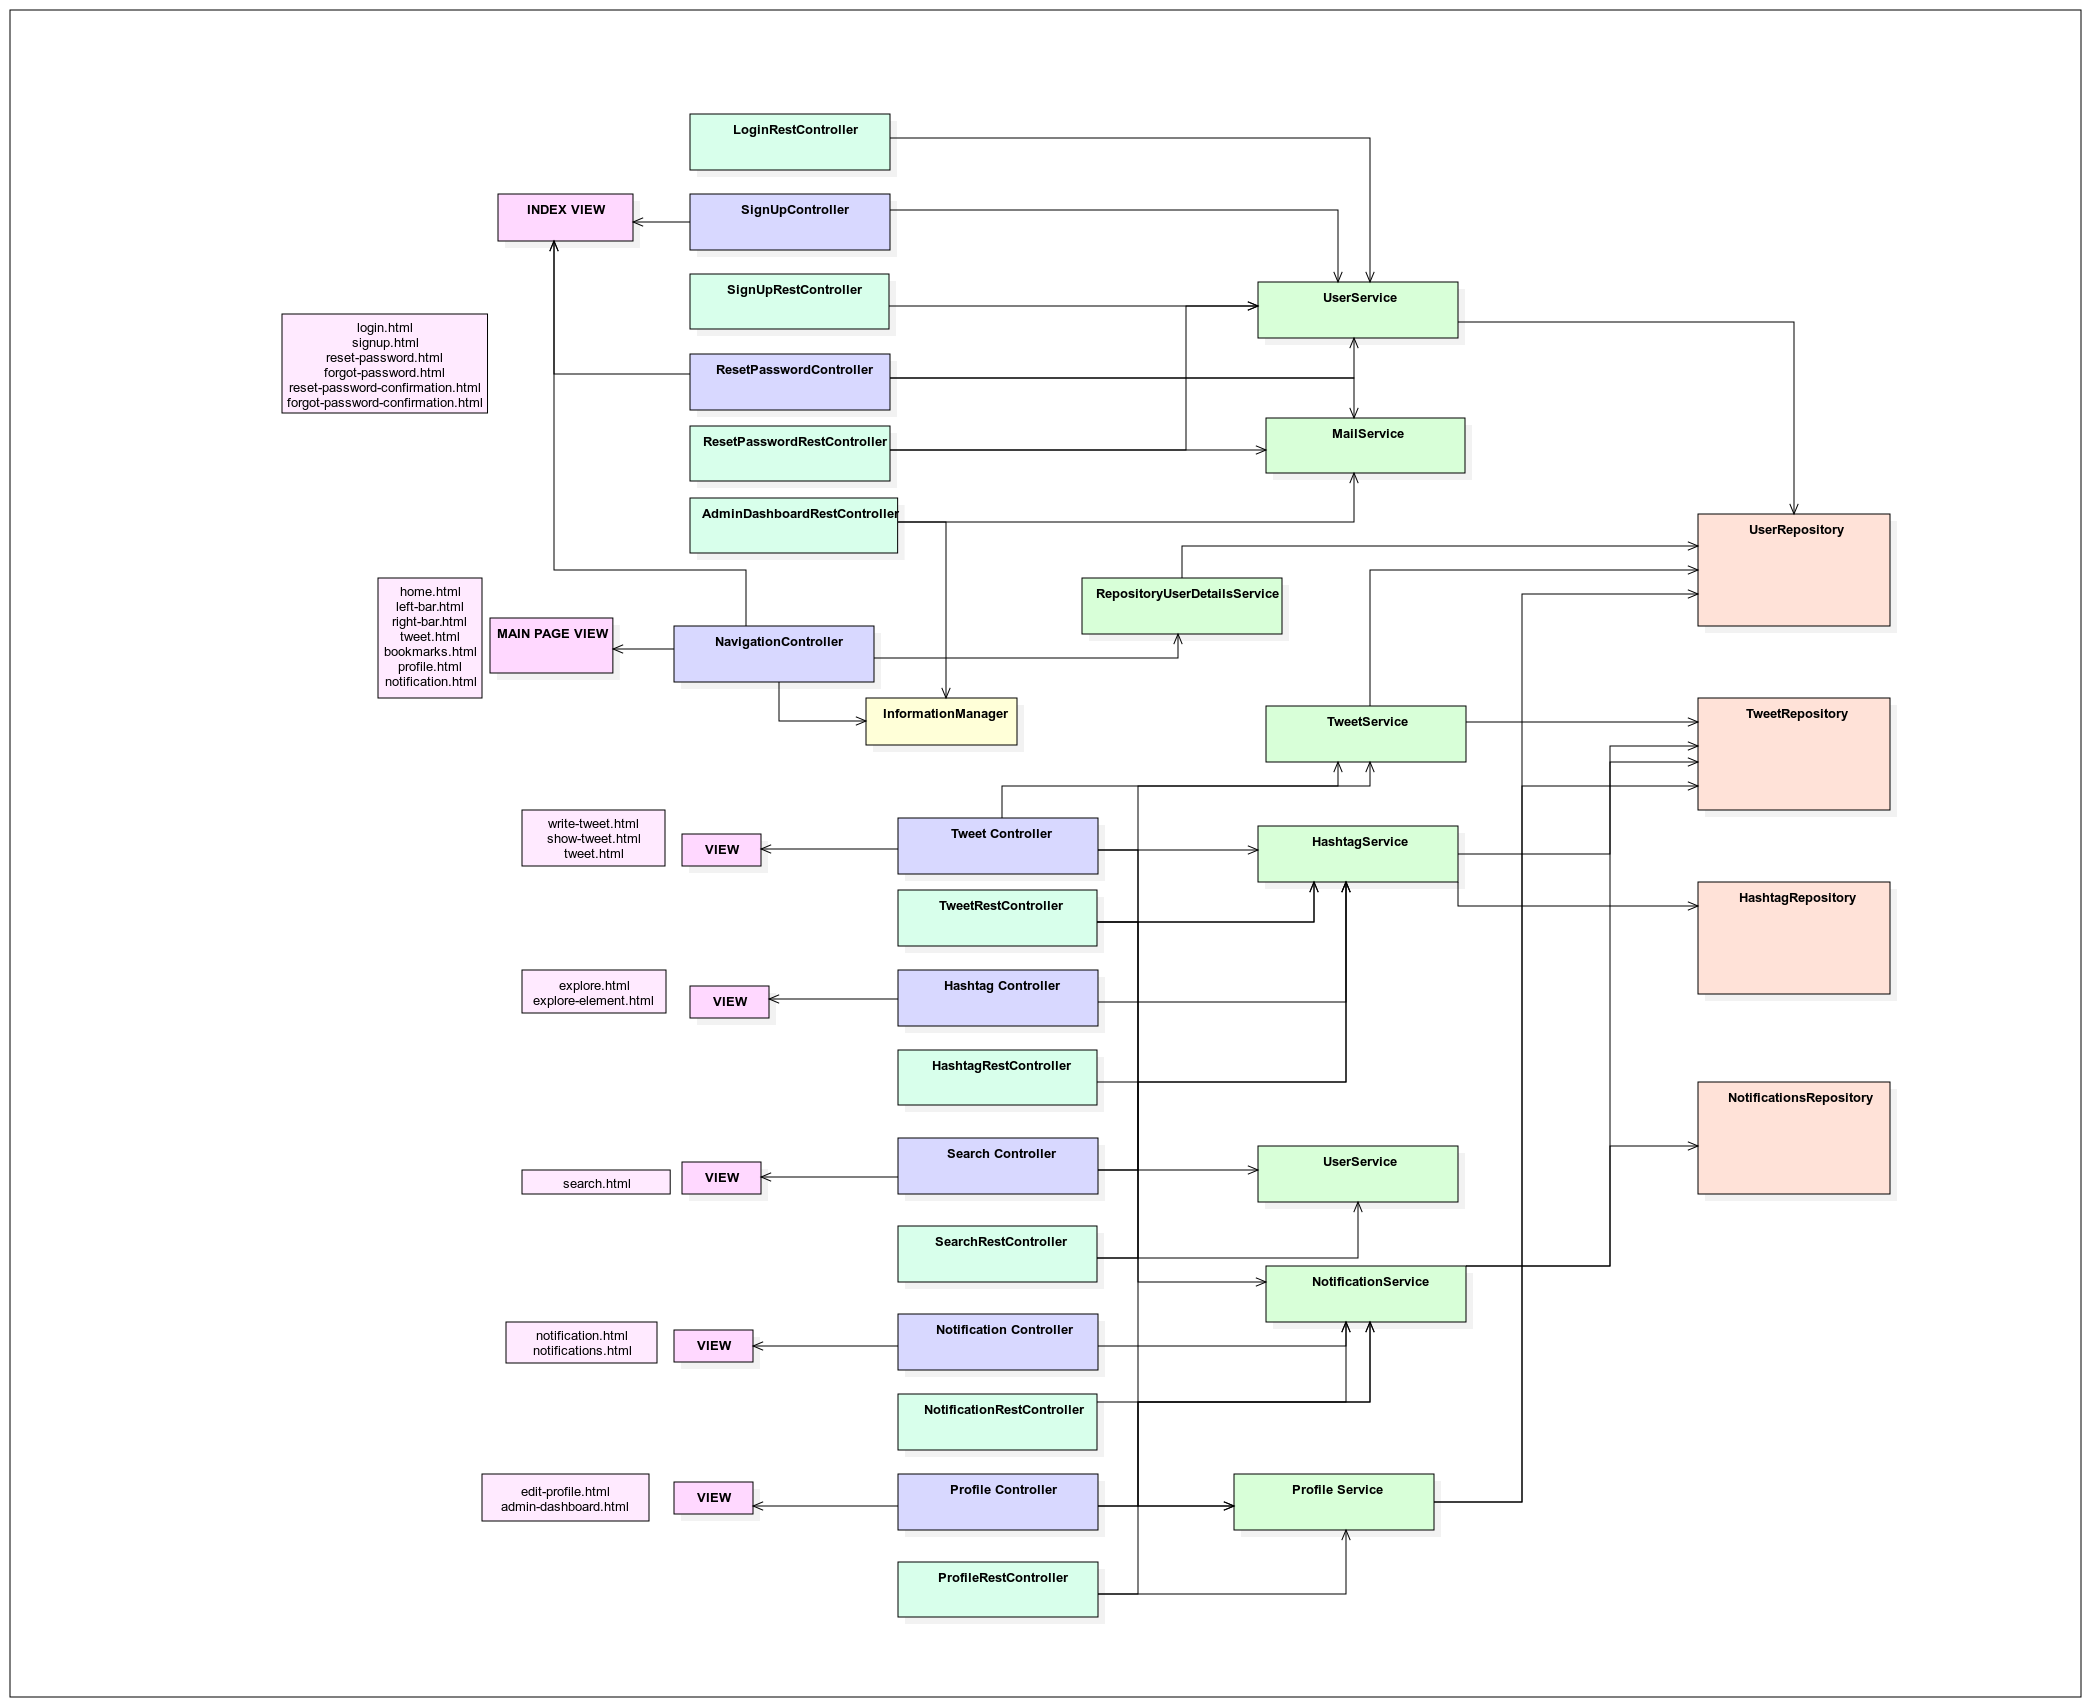 LoginRestController
INDEX VIEW
SignUpController
SignUpRestController
UserService
login.html
signup.html
reset-password.html
forgot-password.html
reset-password-confirmation.html
forgot-password-confirmation.html
ResetPasswordController
MailService
ResetPasswordRestController
AdminDashboardRestController
UserRepository
home.html
left-bar.html
right-bar.html
tweet.html
bookmarks.html
profile.html
notification.html
MAIN PAGE VIEW
NavigationController
RepositoryUserDetailsService
InformationManager
TweetService
TweetRepository
write-tweet.html
show-tweet.html
tweet.html
VIEW
Tweet Controller
HashtagService
TweetRestController
HashtagRepository
explore.html
explore-element.html
VIEW
Hashtag Controller
HashtagRestController
NotificationsRepository
search.html
VIEW
Search Controller
UserService
SearchRestController
NotificationService
notification.html
notifications.html
VIEW
Notification Controller
NotificationRestController
edit-profile.html
admin-dashboard.html
VIEW
Profile Controller
Profile Service
ProfileRestController